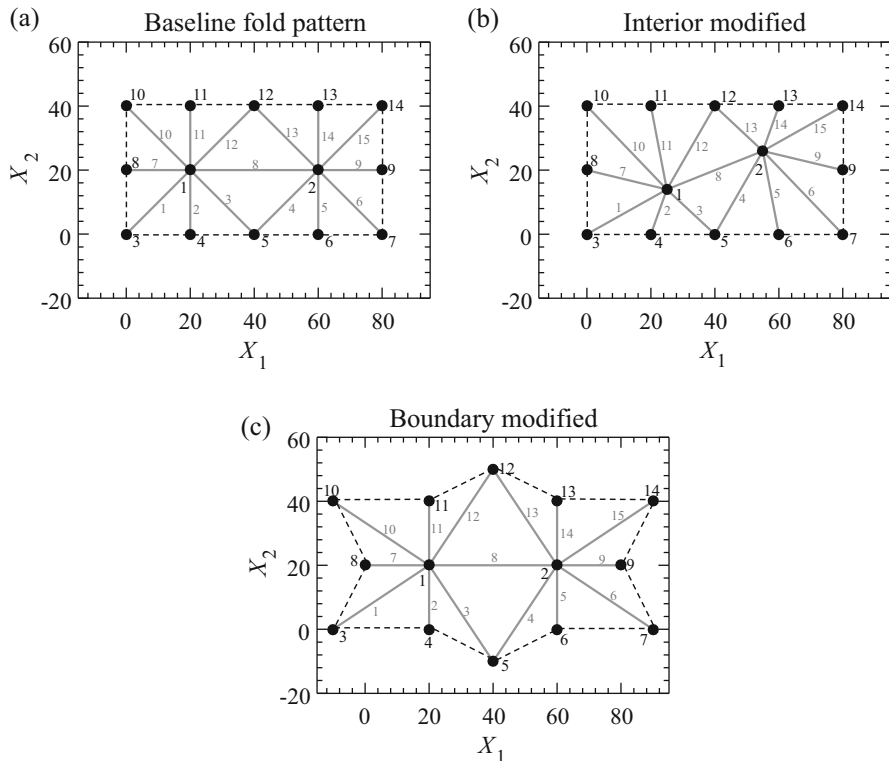 (a) Baseline fold pattern
60
40
20
0
-20
X2
0 20 40 60 80
X1
10 11 12 13 14
10 11 12 13 14 15
8 7 8 9 9
1 2
1 2 3 4 5 6
3 4 5 6 7
(b) Interior modified
60
40
20
0
-20
X2
0 20 40 60 80
X1
10 11 12 13 14
10 11 12 13 14 15
8 7 8 2 9 9
1 2 1 3 4 5 6
3 4 5 6 7
(c) Boundary modified
60
40
20
0
-20
X2
0 20 40 60 80
X1
12
10 11 13 14
10 11 12 13 14 15
8 7 8 9 9
1 2
1 2 3 4 5 6
3 4 6 7
5